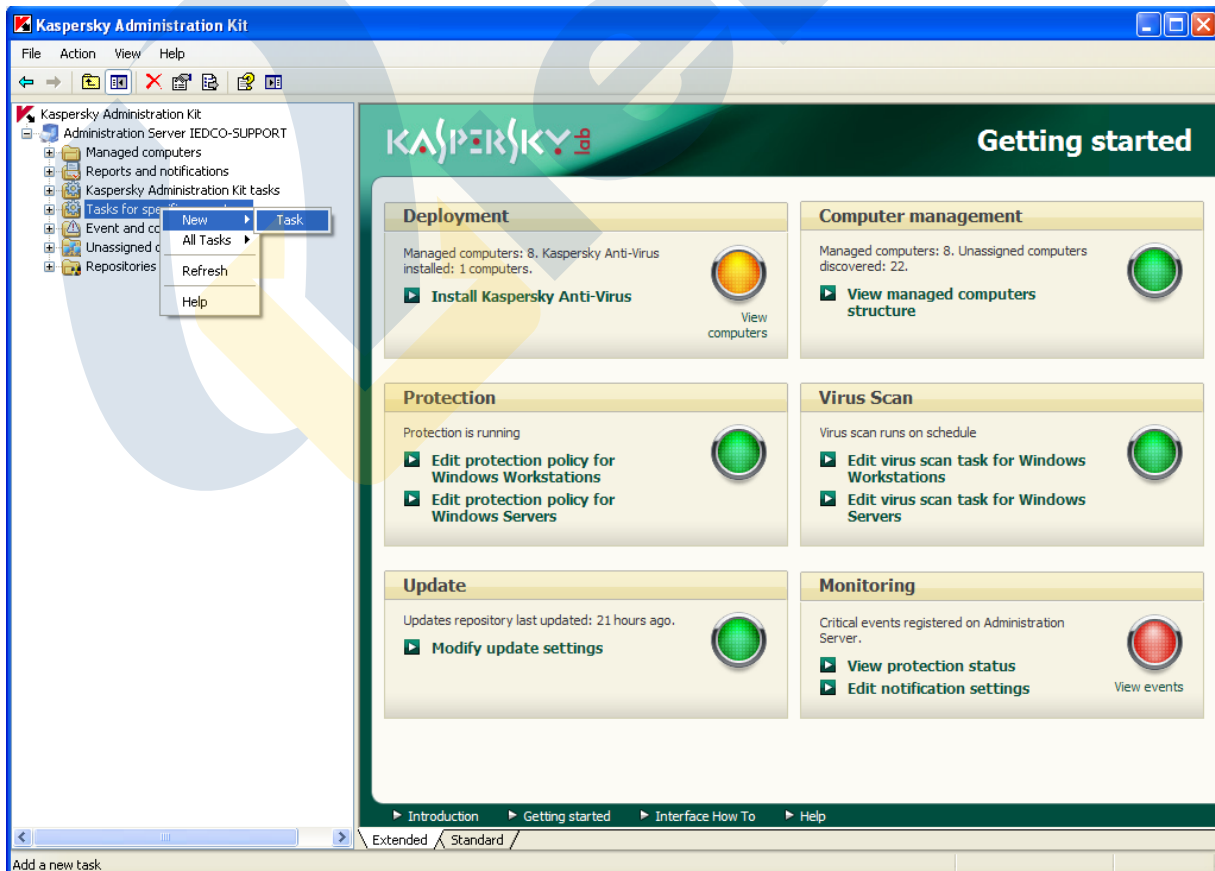 Kaspersky Administration Kit
File Action View Help
Kaspersky Administration Kit
Administration Server IEDCO-SUPPORT
Managed computers
Reports and notifications
Kaspersky Administration Kit tasks
Tasks for
Event and
Unassigned
Repositories
New
Task
All Tasks
Refresh
Help
KASPERSKY lab
Getting started
Deployment
Managed computers: 8. Kaspersky Anti-Virus
installed: 1 computers.
Install Kaspersky Anti-Virus
View
computers
Computer management
Managed computers: 8. Unassigned computers
discovered: 22.
View managed computers
structure
Protection
Protection is running
Edit protection policy for
Windows Workstations
Edit protection policy for
Windows Servers
Virus Scan
Virus scan runs on schedule
Edit virus scan task for Windows
Workstations
Edit virus scan task for Windows
Servers
Update
Updates repository last updated: 21 hours ago.
Modify update settings
Monitoring
Critical events registered on Administration
Server.
View protection status
Edit notification settings
View events
Introduction Getting started Interface How To Help
Extended Standard
Add a new task